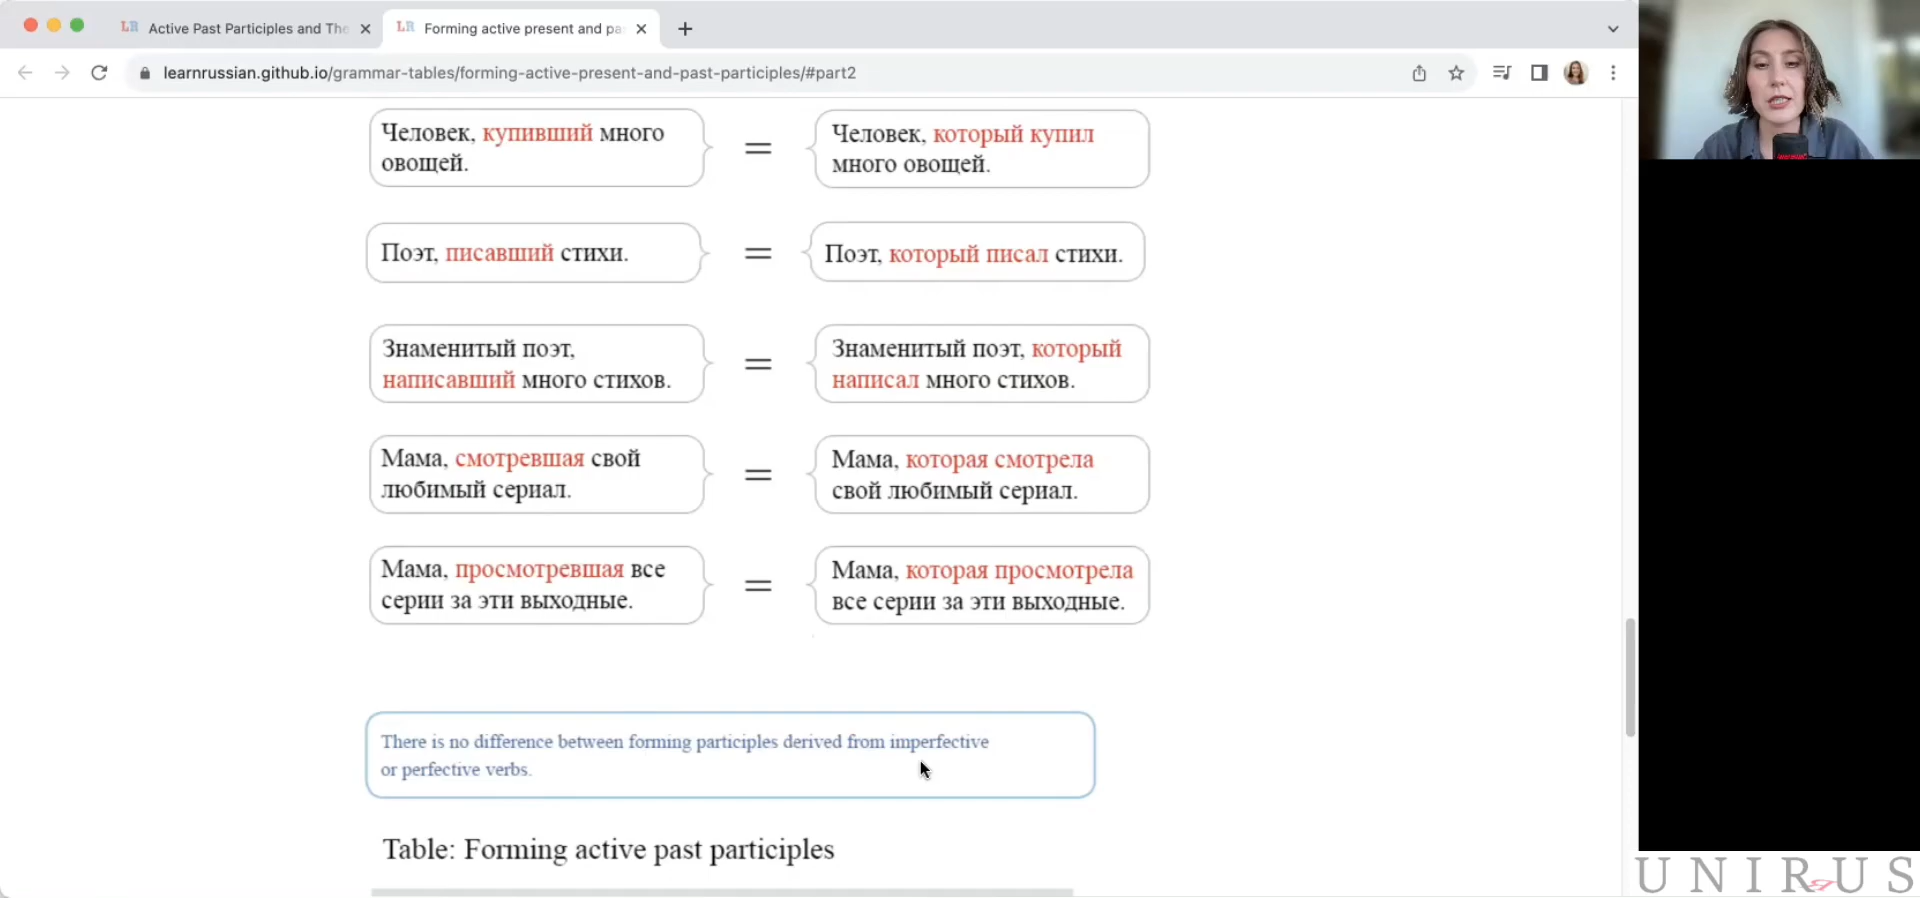 Active Past Participles and The
Forming active present and pa
learnrussian.github.io/grammar-tables/forming-active-present-and-past-participles/#part2
Человек, купивший много
овощей.
=
Человек, который купил
много овощей.
Поэт, писавший стихи.
=
Поэт, который писал стихи.
Знаменитый поэт,
написавший много стихов.
=
Знаменитый поэт, который
написал много стихов.
Мама, смотревшая свой
любимый сериал.
=
Мама, которая смотрела
свой любимый сериал.
Мама, просмотревшая все
серии за эти выходные.
=
Мама, которая просмотрела
все серии за эти выходные.
There is no difference between forming participles derived from imperfective
or perfective verbs.
Table: Forming active past participles
UNIRUS